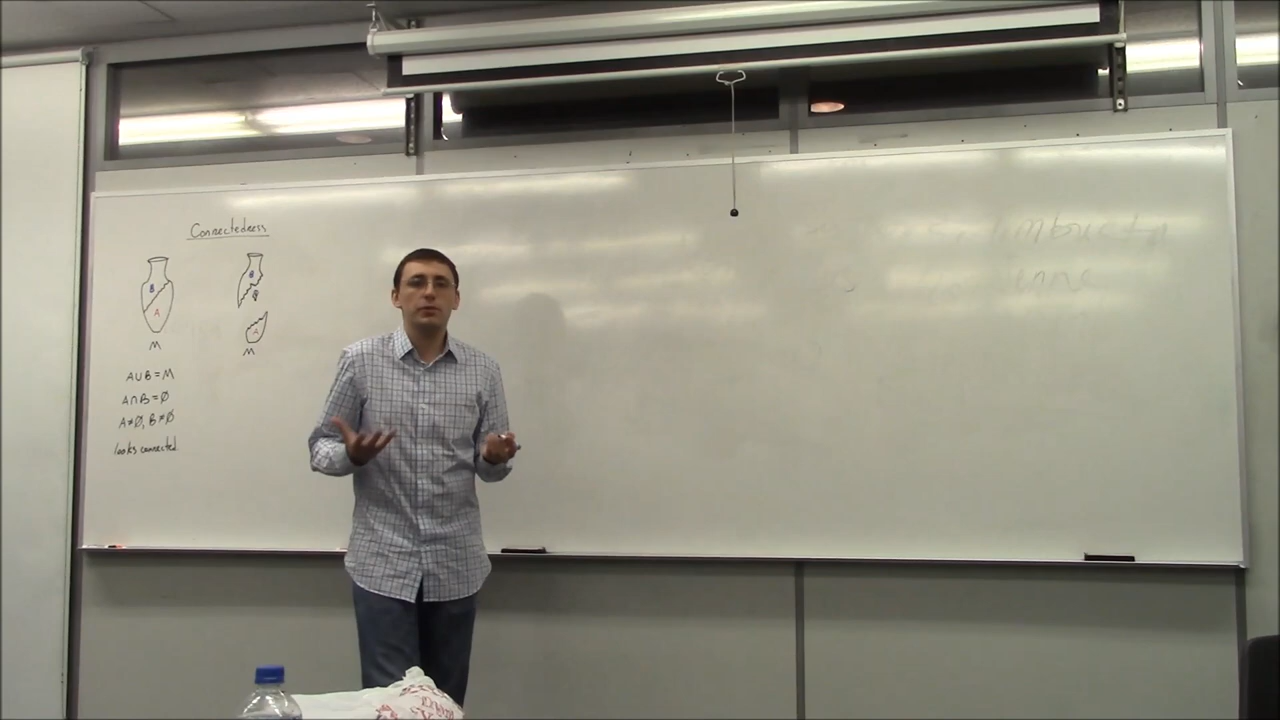 Connectedness
B
A
M
B
A
M
A∪B = M
A∩B = Ø
A≠Ø, B≠Ø
looks connected